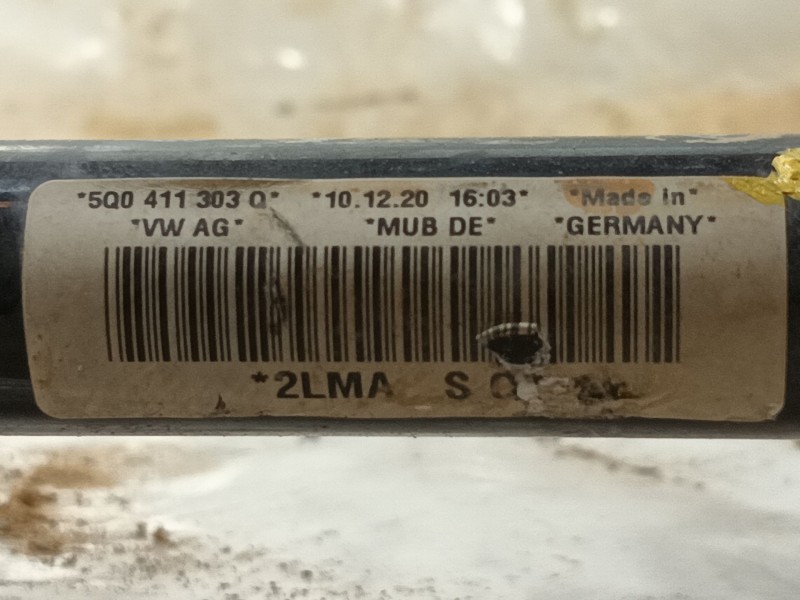 *5Q0 411 303 Q* *10.12.20 16:03* *Made in*
*VW AG* *MUB DE* *GERMANY*
*2LMA S